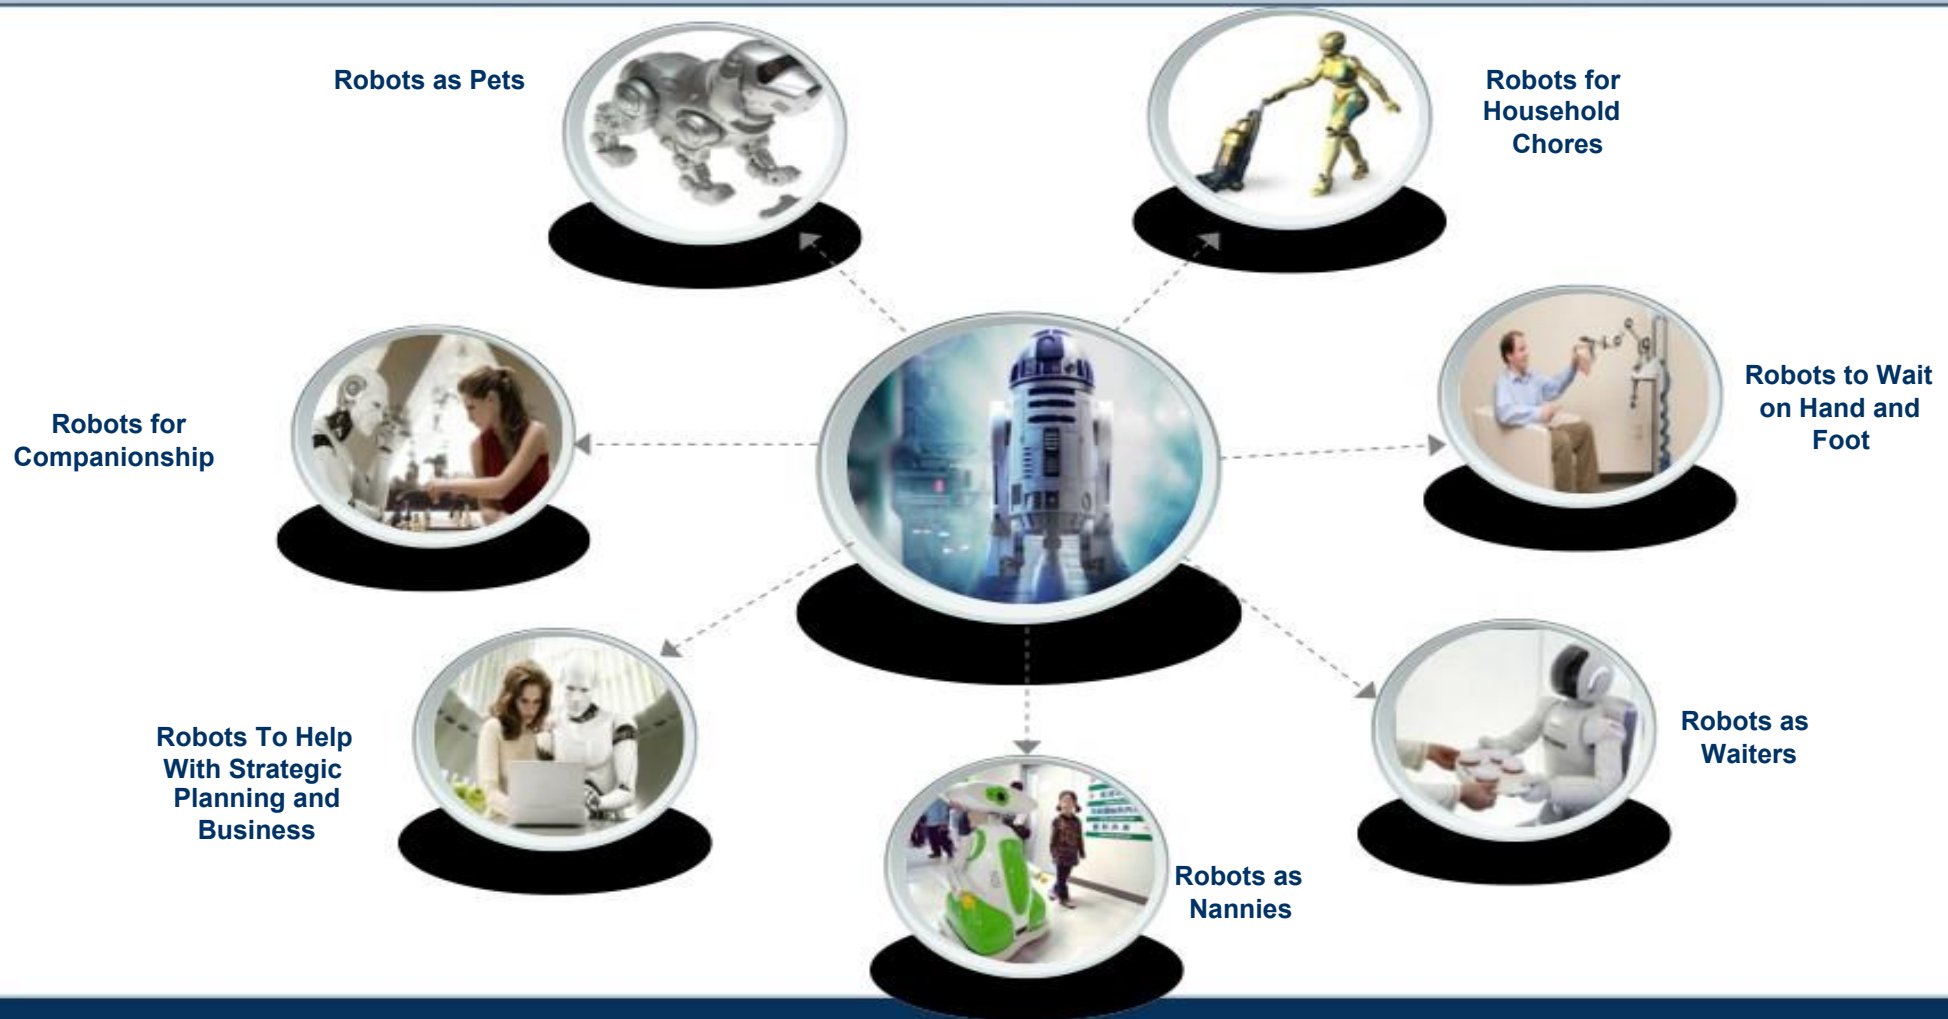 Robots as Pets
Robots for
Household
Chores
Robots to Wait
on Hand and
Foot
Robots for
Companionship
Robots To Help
With Strategic
Planning and
Business
Robots as
Waiters
Robots as
Nannies